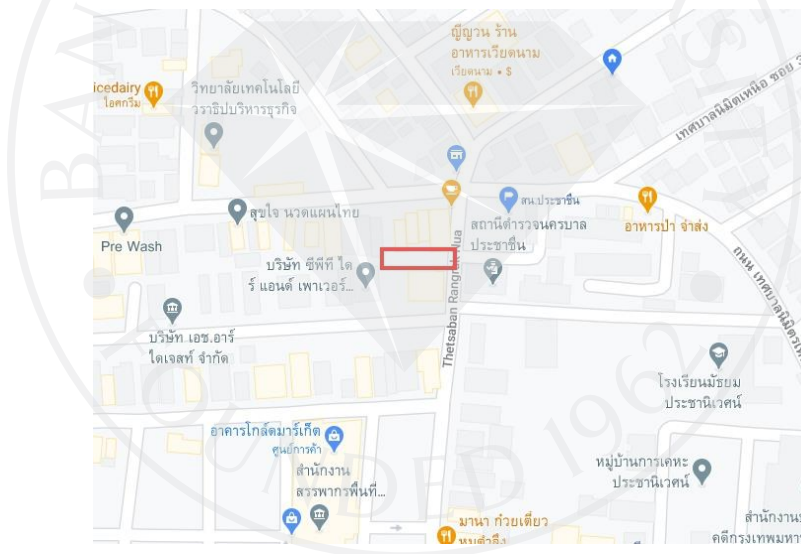 ญีญวน ร้าน
อาหารเวียดนาม
เวียดนาม • $
icedairy
ไอศกรีม
วิทยาลัยเทคโนโลยี
วราธิปบริหารธุรกิจ
เทศบาลนิมิตเหนือ ซอย 3
สุขใจ นวดแผนไทย
สน.ประชาชื่น
สถานีตำรวจนครบาล
ประชาชื่น
อาหารป่า จ่าส่ง
Pre Wash
บริษัท ซีพีที ได
ร์ แอนด์ เพาเวอร์...
Thetsaban Rangrak Nua
ถนน เทศบาลนิมิตรเห
บริษัท เอช.อาร์
ไดเจสท์ จำกัด
โรงเรียนมัธยม
ประชานิเวศน์
อาคารโกล์ดมาร์เก็ต
ศูนย์การค้า
สำนักงาน
สรรพากรพื้นที่...
หมู่บ้านการเคหะ
ประชานิเวศน์
มานา ก๋วยเตี๋ยว
หมูตำลึง
สำนักงาน
คดีกรุงเทพมหา
BAN
US
UMDED 1962